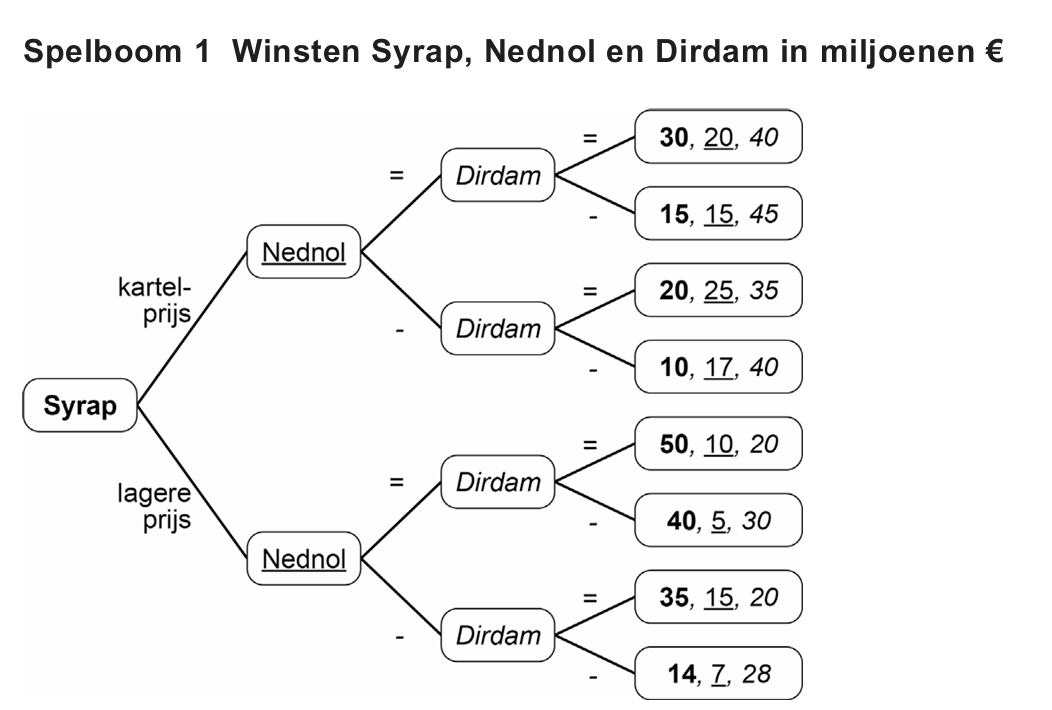 Spelboom 1 Winsten Syrap, Nednol en Dirdam in miljoenen €
=
30, 20, 40
=
Dirdam
-
15, 15, 45
Nednol
kartel-
prijs
=
20, 25, 35
-
Dirdam
-
10, 17, 40
Syrap
=
50, 10, 20
=
Dirdam
lagere
prijs
-
40, 5, 30
Nednol
=
35, 15, 20
-
Dirdam
-
14, 7, 28